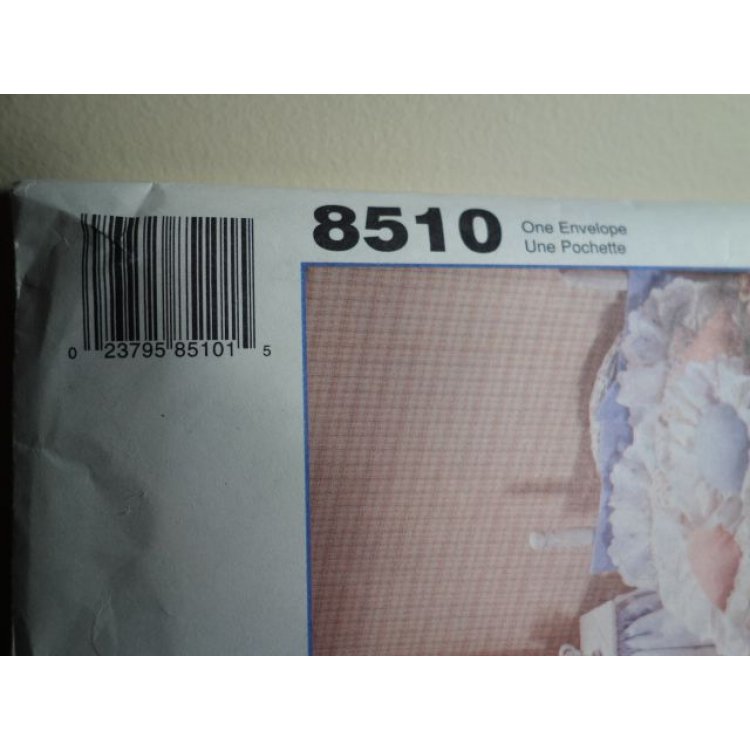 8510
One Envelope
Une Pochette
0 23795 85101 5